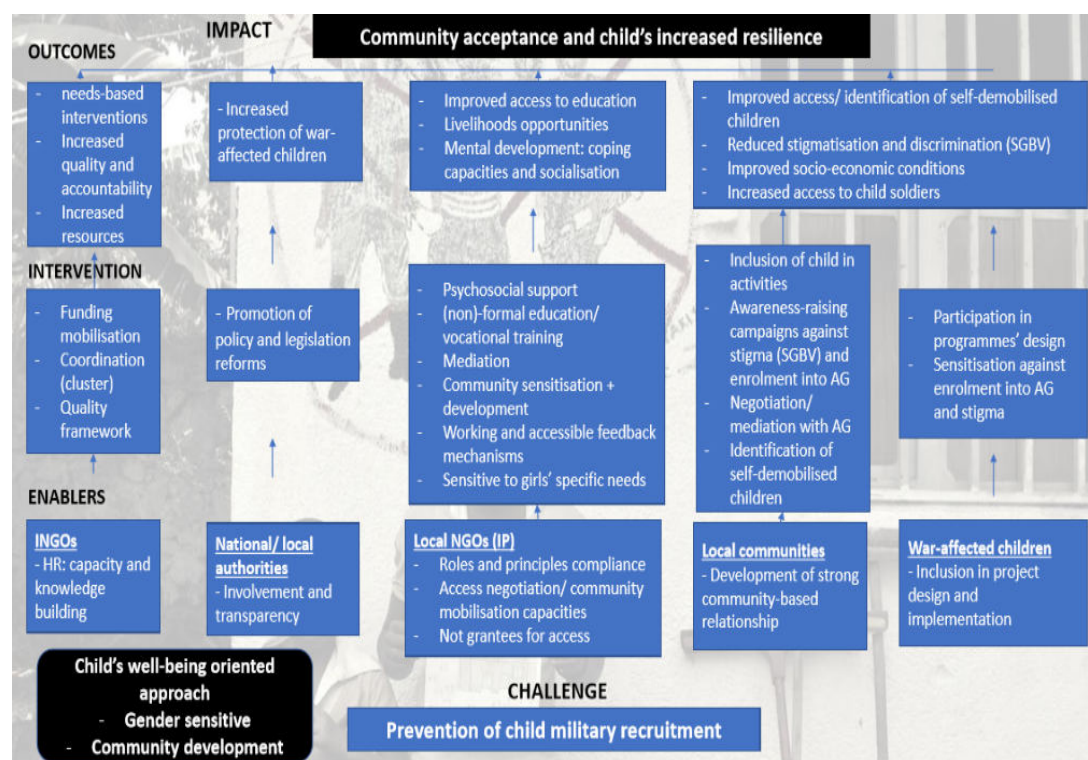 IMPACT
Community acceptance and child's increased resilience
OUTCOMES
- needs-based
interventions
- Increased
quality and
accountability
- Increased
resources
- Increased
protection of war-
affected children
- Improved access to education
- Livelihoods opportunities
- Mental development: coping
capacities and socialisation
- Improved access/ identification of self-demobilised
children
- Reduced stigmatisation and discrimination (SGBV)
- Improved socio-economic conditions
- Increased access to child soldiers
INTERVENTION
- Funding
mobilisation
- Coordination
(cluster)
- Quality
framework
- Promotion of
policy and legislation
reforms
- Psychosocial support
- (non)-formal education/
vocational training
- Mediation
- Community sensitisation +
development
- Working and accessible feedback
mechanisms
- Sensitive to girls' specific needs
- Inclusion of child in
activities
- Awareness-raising
campaigns against
stigma (SGBV) and
enrolment into AG
- Negotiation/
mediation with AG
- Identification of
self-demobilised
children
- Participation in
programmes' design
- Sensitisation against
enrolment into AG
and stigma
ENABLERS
INGOs
- HR: capacity and
knowledge
building
National/ local
authorities
- Involvement and
transparency
Local NGOs (IP)
- Roles and principles compliance
- Access negotiation/ community
mobilisation capacities
- Not grantees for access
Local communities
- Development of strong
community-based
relationship
War-affected children
- Inclusion in project
design and
implementation
Child's well-being oriented
approach
- Gender sensitive
- Community development
CHALLENGE
Prevention of child military recruitment